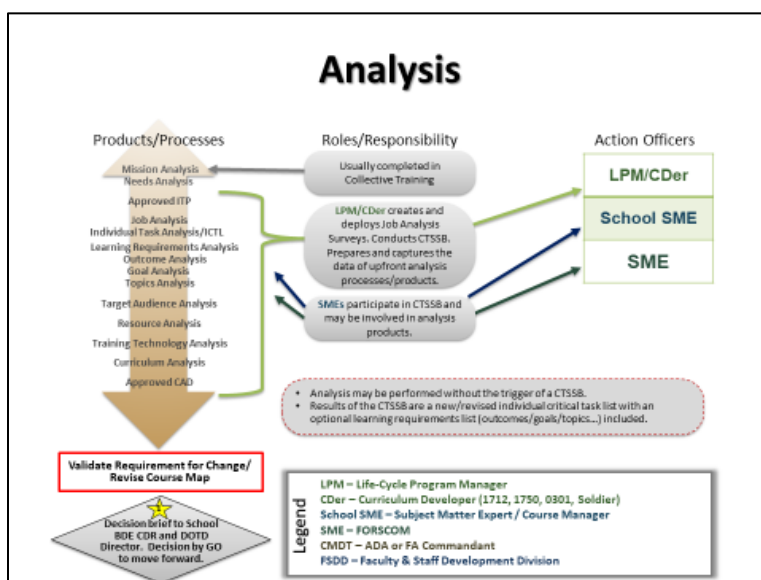 Analysis
Products/Processes
Roles/Responsibility
Action Officers
Mission Analysis
Needs Analysis
Approved ITP
Job Analysis
Individual Task Analysis/ICTL
Learning Requirements Analysis
Outcome Analysis
Goal Analysis
Topics Analysis
Target Audience Analysis
Resource Analysis
Training Technology Analysis
Curriculum Analysis
Approved CAD
Usually completed in
Collective Training
LPM/CDer creates and
deploys Job Analysis
Surveys. Conducts CTSSB.
Prepares and captures the
data of upfront analysis
processes/products.
SMEs participate in CTSSB and
may be involved in analysis
products.
LPM/CDer
School SME
SME
• Analysis may be performed without the trigger of a CTSSB.
• Results of the CTSSB are a new/revised individual critical task list with an
optional learning requirements list (outcomes/goals/topics...) included.
Validate Requirement for Change/
Revise Course Map
1
Decision brief to School
BDE CDR and DOTD
Director. Decision by GO
to move forward.
Legend
LPM – Life-Cycle Program Manager
CDer – Curriculum Developer (1712, 1750, 0301, Soldier)
School SME – Subject Matter Expert / Course Manager
SME – FORSCOM
CMDT – ADA or FA Commandant
FSDD – Faculty & Staff Development Division